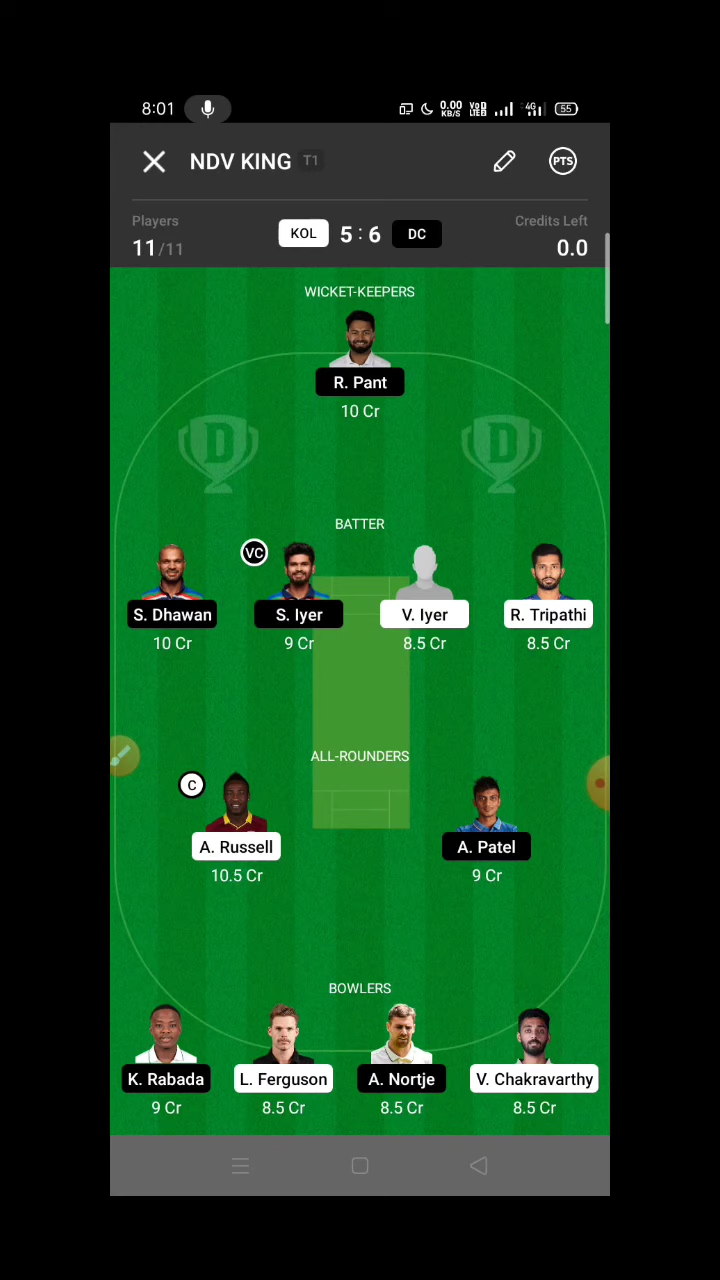 8:01 0.00 KB/S VoD LTE2 4G 55
NDV KING T1 PTS
Players Credits Left
11/11 KOL 5 : 6 DC 0.0
WICKET-KEEPERS
R. Pant
10 Cr
D D
BATTER
VC
S. Dhawan S. Iyer V. Iyer R. Tripathi
10 Cr 9 Cr 8.5 Cr 8.5 Cr
ALL-ROUNDERS
C
A. Russell A. Patel
10.5 Cr 9 Cr
BOWLERS
K. Rabada L. Ferguson A. Nortje V. Chakravarthy
9 Cr 8.5 Cr 8.5 Cr 8.5 Cr